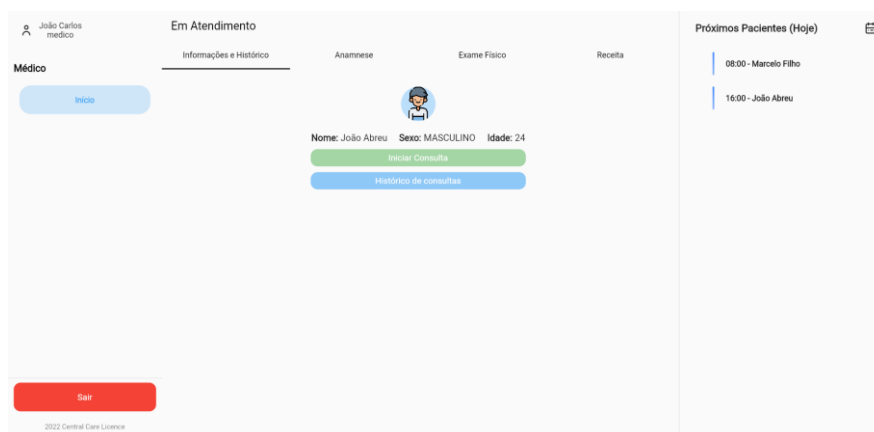 João Carlos
medico
Médico
Início
Sair
2022 Central Care Licence
Em Atendimento
Informações e Histórico
Anamnese
Exame Físico
Receita
Nome: João Abreu Sexo: MASCULINO Idade: 24
Iniciar Consulta
Histórico de consultas
Próximos Pacientes (Hoje)
08:00 - Marcelo Filho
16:00 - João Abreu